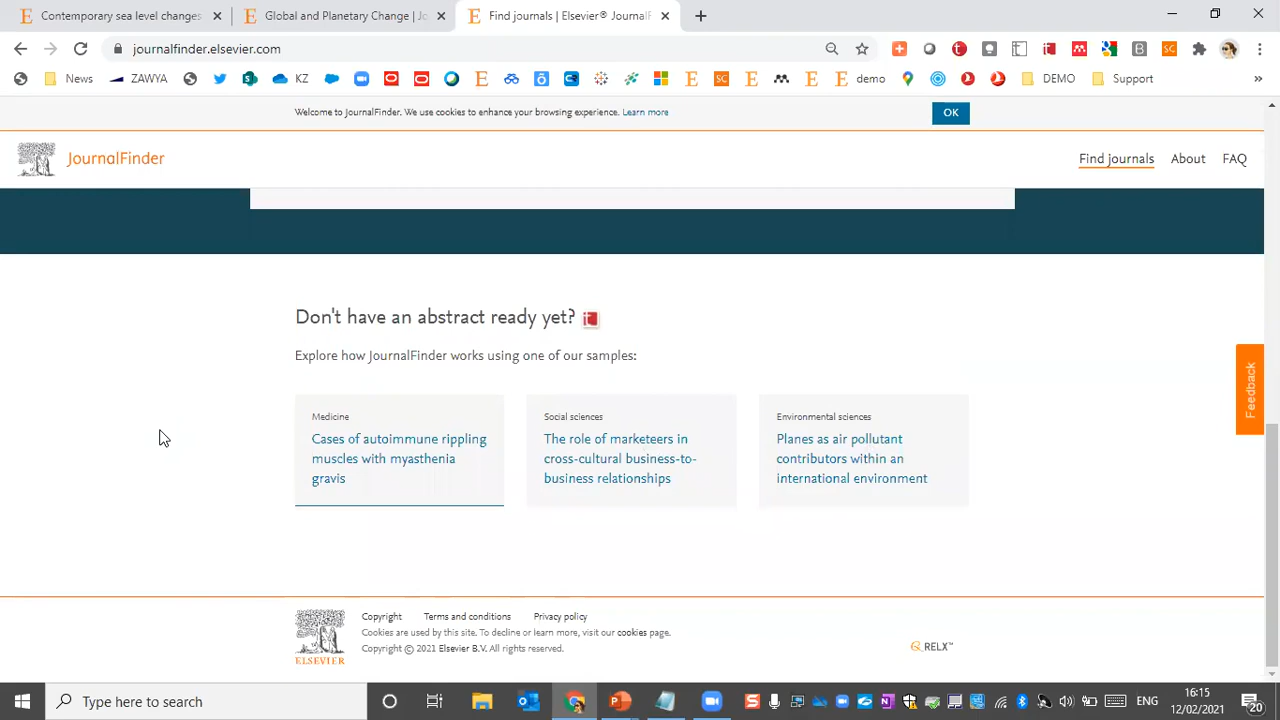 Contemporary sea level changes
Global and Planetary Change | Jo
Find journals | Elsevier® JournalF
journalfinder.elsevier.com
News
ZAWYA
KZ
demo
DEMO
Support
»
Welcome to JournalFinder. We use cookies to enhance your browsing experience. Learn more
OK
JournalFinder
Find journals
About
FAQ
Don't have an abstract ready yet?
Explore how JournalFinder works using one of our samples:
Medicine
Cases of autoimmune rippling
muscles with myasthenia
gravis
Social sciences
The role of marketeers in
cross-cultural business-to-
business relationships
Environmental sciences
Planes as air pollutant
contributors within an
international environment
Feedback
Copyright
Terms and conditions
Privacy policy
Cookies are used by this site. To decline or learn more, visit our cookies page.
Copyright © 2021 Elsevier B.V. All rights reserved.
ELSEVIER
RELX™
Type here to search
ENG
16:15
12/02/2021
20